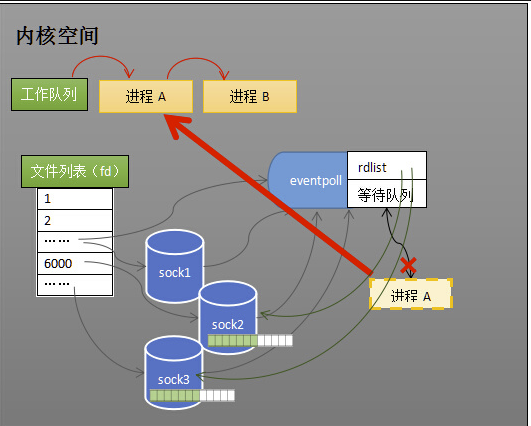 内核空间
工作队列
进程 A
进程 B
文件列表（fd）
1
2
……
6000
……
eventpoll
rdlist
等待队列
sock1
进程 A
sock2
sock3